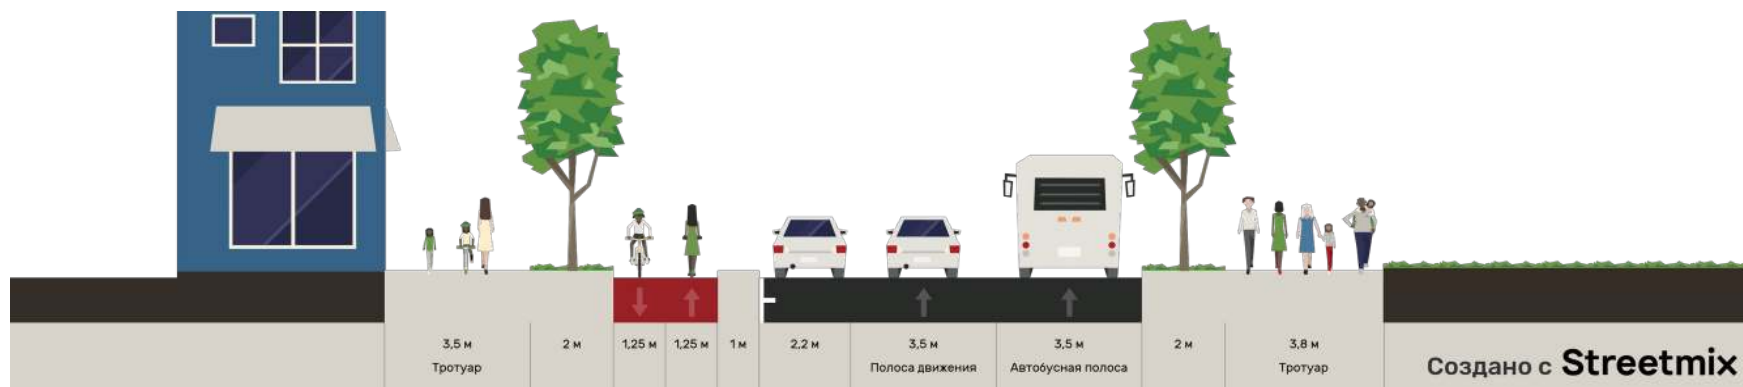 3,5 м
Тротуар
2 м
1,25 м
1,25 м
1 м
2,2 м
3,5 м
Полоса движения
3,5 м
Автобусная полоса
2 м
3,8 м
Тротуар
Создано с Streetmix